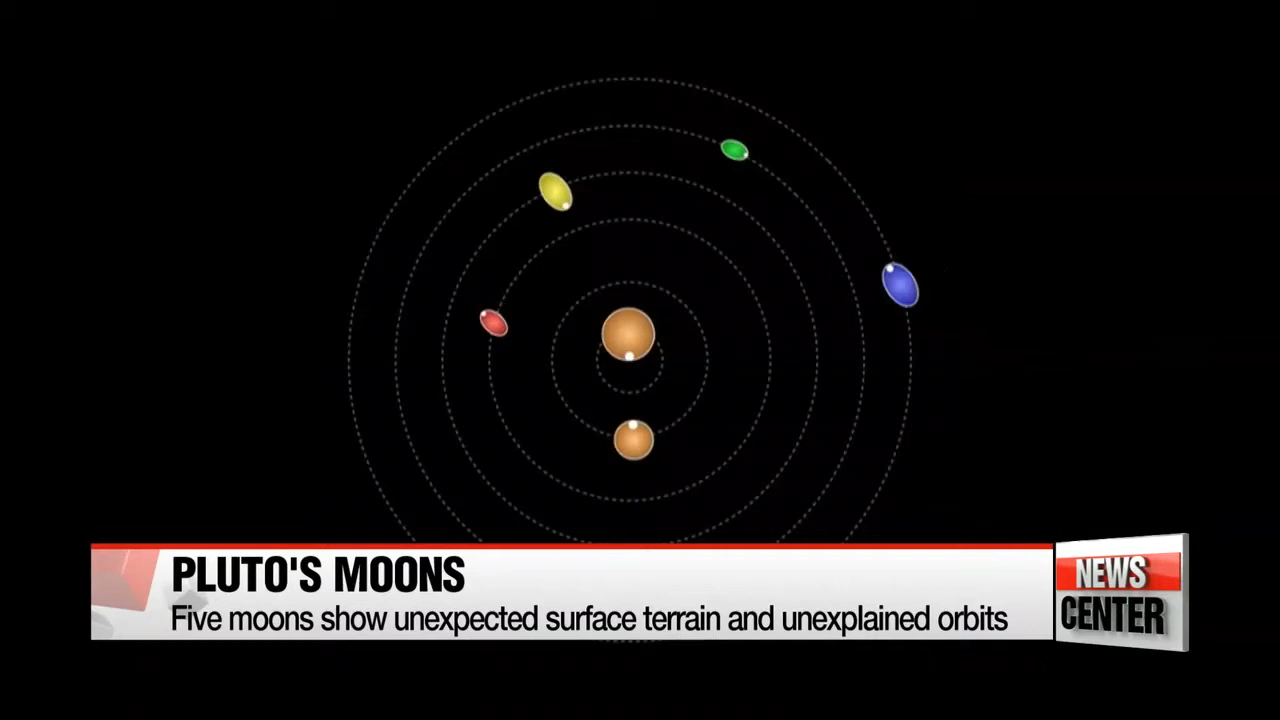 PLUTO'S MOONS
Five moons show unexpected surface terrain and unexplained orbits
NEWS
CENTER